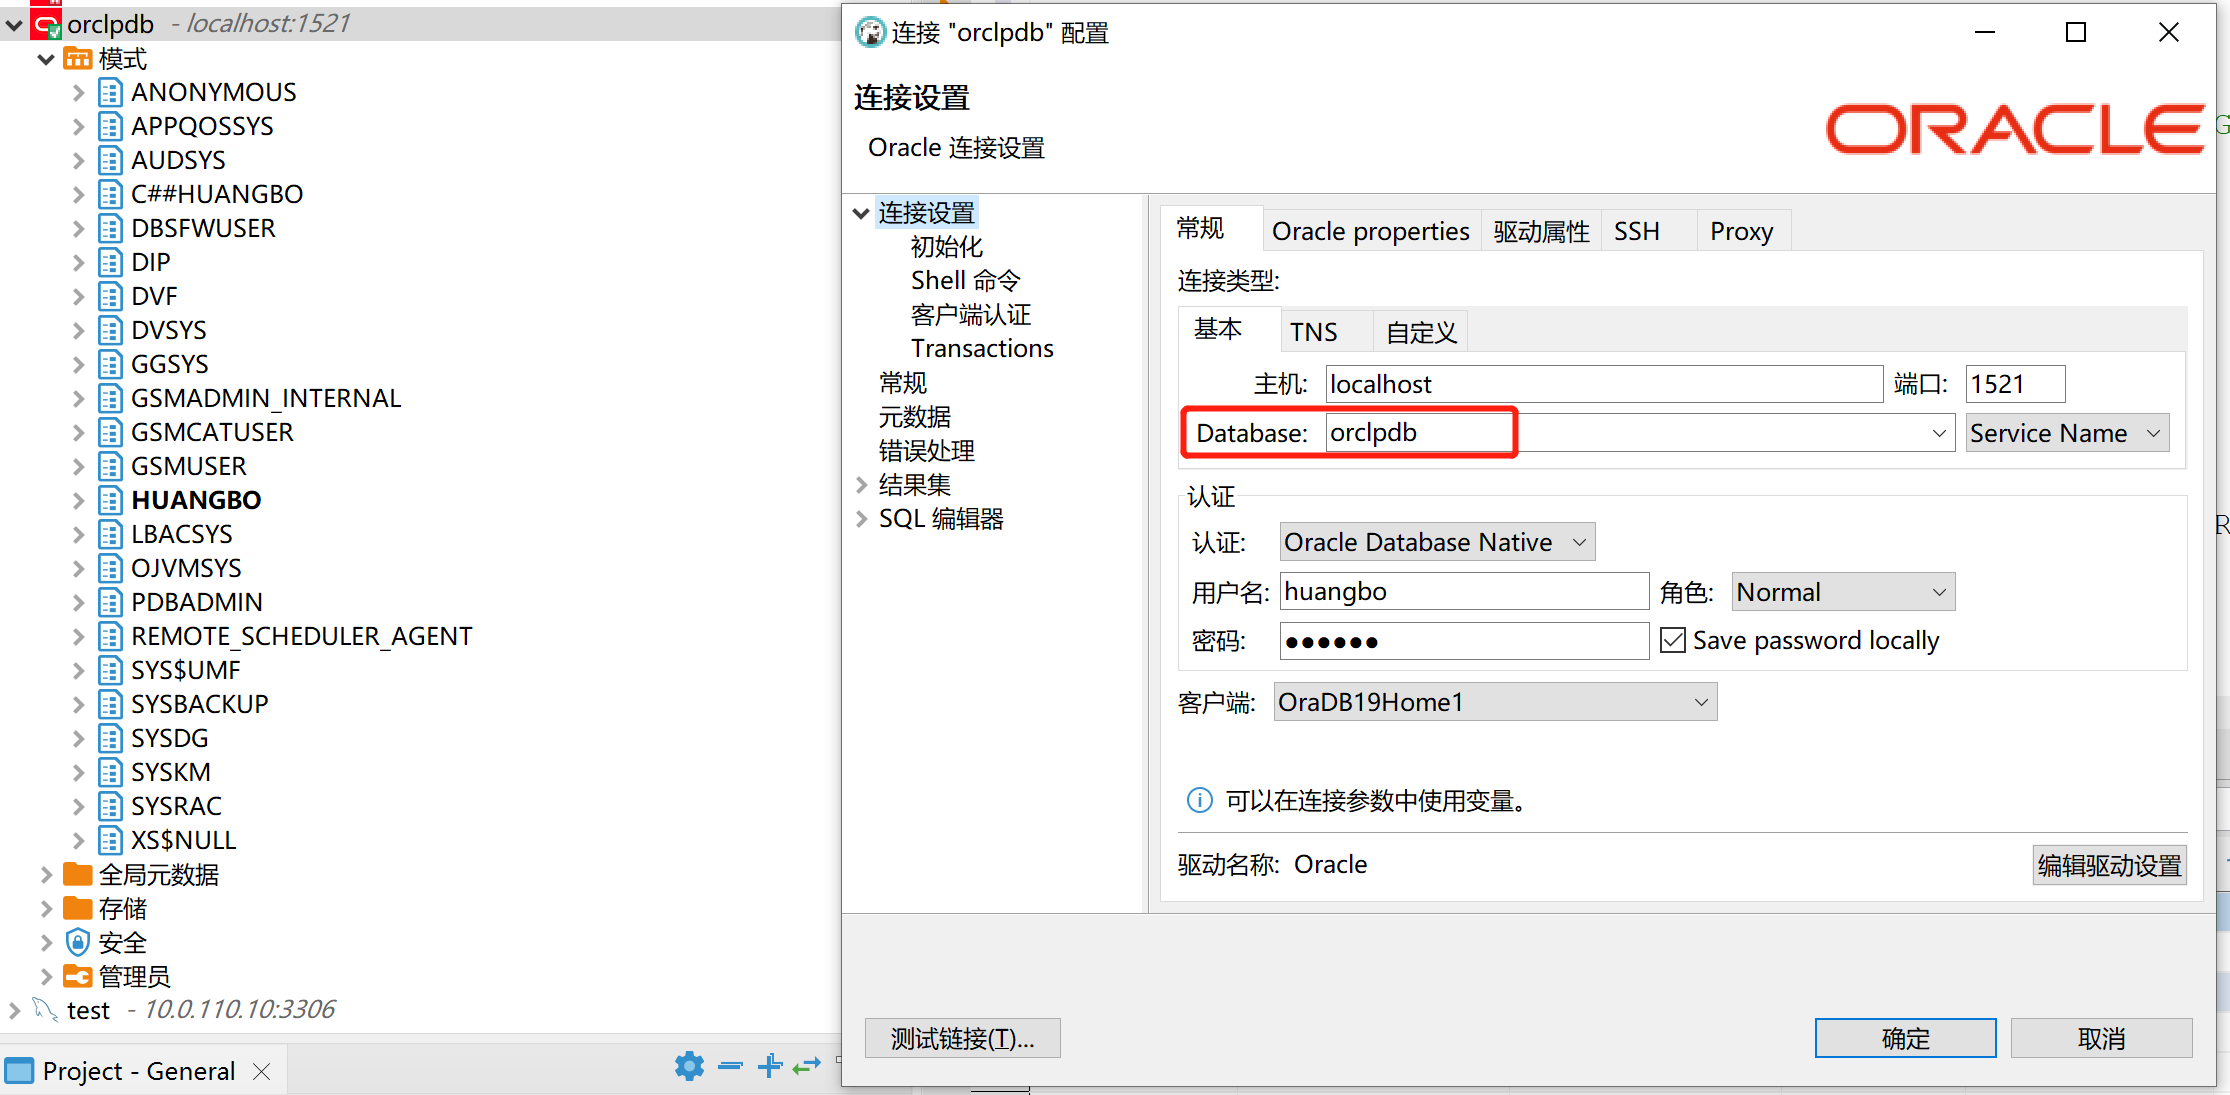 orclpdb - localhost:1521
模式
ANONYMOUS
APPQOSSYS
AUDSYS
C##HUANGBO
DBSFWUSER
DIP
DVF
DVSYS
GGSYS
GSMADMIN_INTERNAL
GSMCATUSER
GSMUSER
HUANGBO
LBACSYS
OJVMSYS
PDBADMIN
REMOTE_SCHEDULER_AGENT
SYS$UMF
SYSBACKUP
SYSDG
SYSKM
SYSRAC
XS$NULL
全局元数据
存储
安全
管理员
test - 10.0.110.10:3306
Project - General
连接 "orclpdb" 配置
连接设置
Oracle 连接设置
ORACLE
连接设置
初始化
Shell 命令
客户端认证
Transactions
常规
元数据
错误处理
结果集
SQL 编辑器
常规 Oracle properties 驱动属性 SSH Proxy
连接类型:
基本 TNS 自定义
主机: localhost 端口: 1521
Database: orclpdb Service Name
认证
认证: Oracle Database Native
用户名: huangbo 角色: Normal
密码: ●●●●●● Save password locally
客户端: OraDB19Home1
可以在连接参数中使用变量。
驱动名称: Oracle 编辑驱动设置
测试链接(T)... 确定 取消
G
R